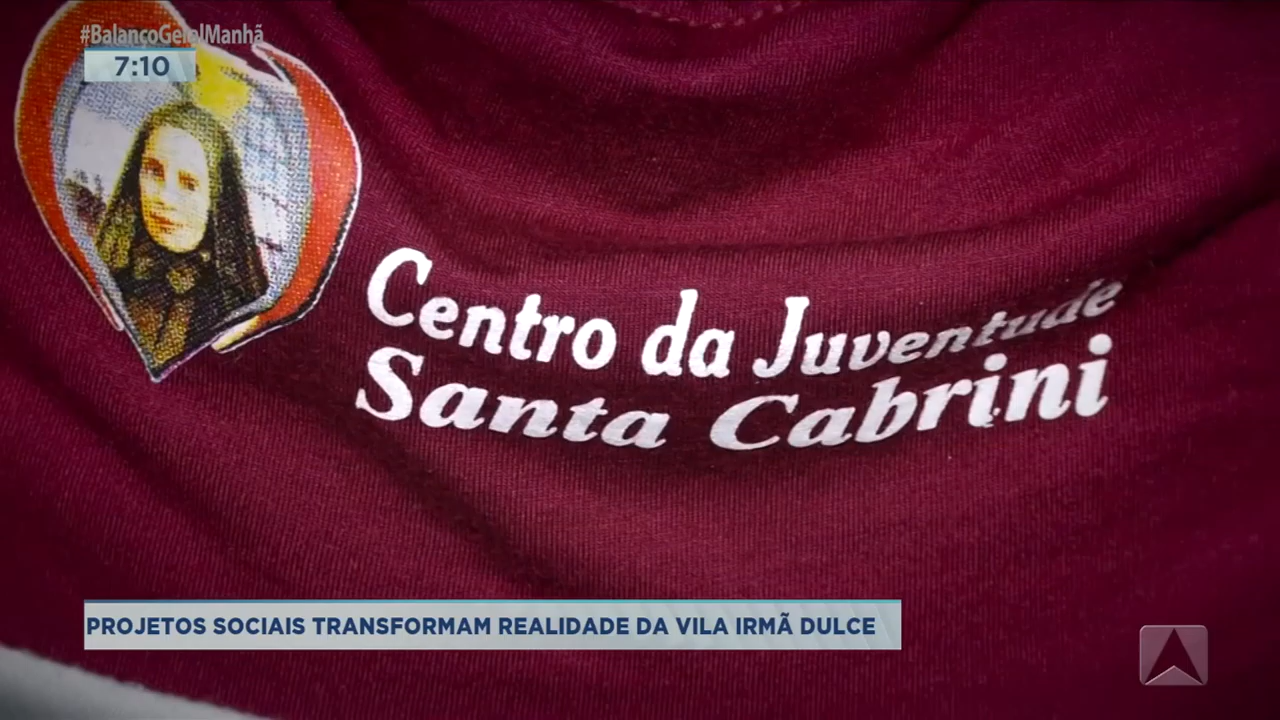 #BalançoGeralManhã
7:10
Centro da Juventude
Santa Cabrini
PROJETOS SOCIAIS TRANSFORMAM REALIDADE DA VILA IRMÃ DULCE